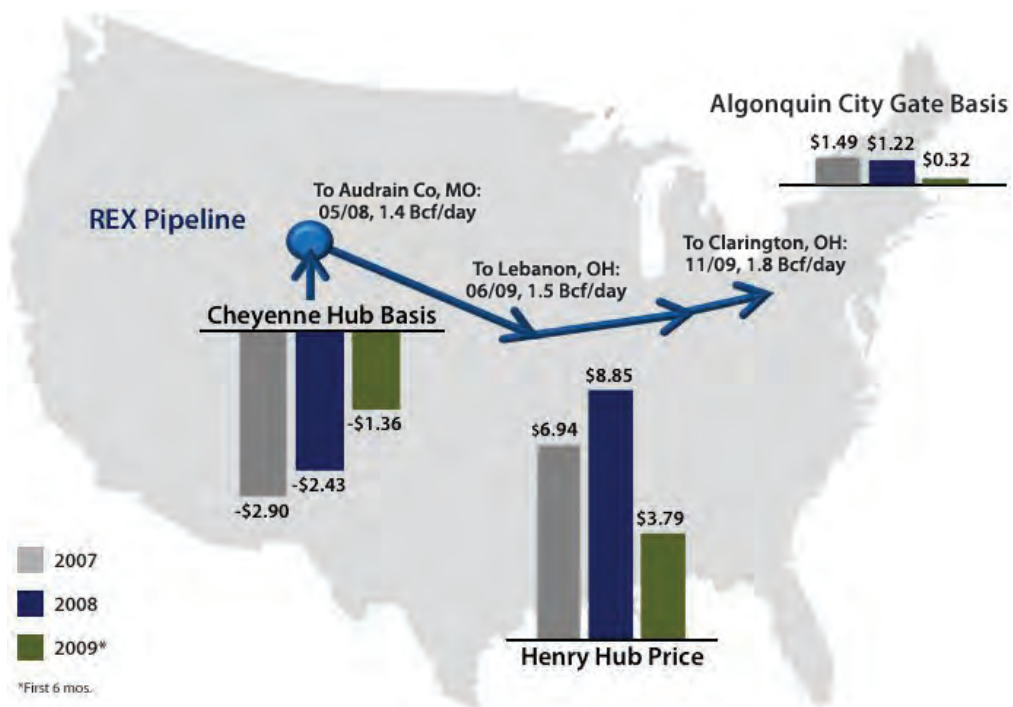 Algonquin City Gate Basis
$1.49 $1.22
$0.32
To Audrain Co, MO:
05/08, 1.4 Bcf/day
REX Pipeline
To Lebanon, OH:
06/09, 1.5 Bcf/day
To Clarington, OH:
11/09, 1.8 Bcf/day
Cheyenne Hub Basis
-$1.36
-$2.43
-$2.90
$8.85
$6.94
$3.79
Henry Hub Price
2007
2008
2009*
*First 6 mos.